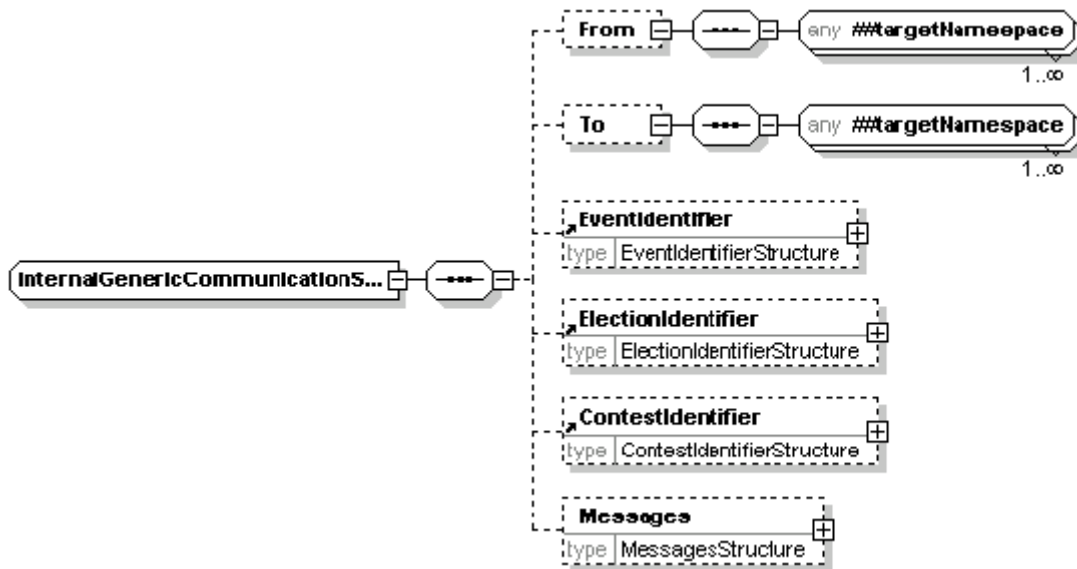 From
any ##targetNamespace
1..∞
To
any ##targetNamespace
1..∞
EventIdentifier
type EventIdentifierStructure
InternalGenericCommunicationS...
ElectionIdentifier
type ElectionIdentifierStructure
ContestIdentifier
type ContestIdentifierStructure
Messages
type MessagesStructure